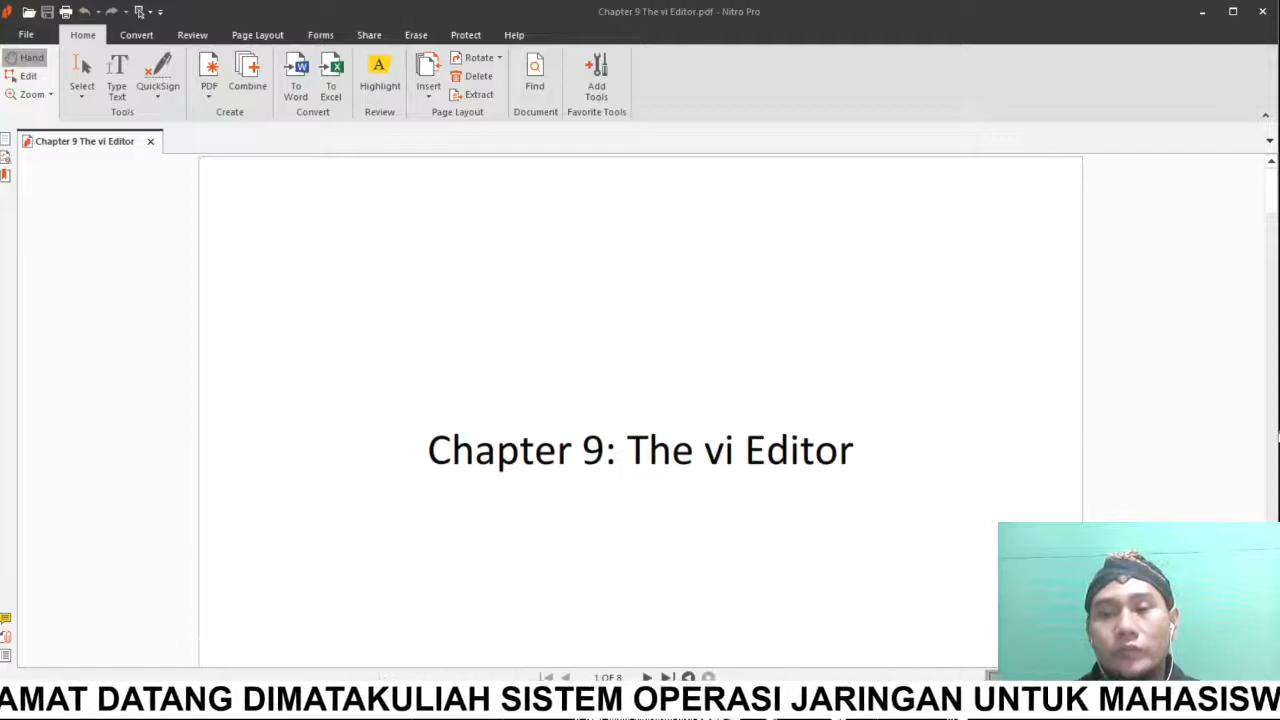 Chapter 9 The vi Editor.pdf - Nitro Pro
File Home Convert Review Page Layout Forms Share Erase Protect Help
Hand
Edit
Zoom
Select
Type Text
QuickSign
Tools
PDF
Combine
Create
To Word
To Excel
Convert
Highlight
Review
Insert
Rotate
Delete
Extract
Page Layout
Find
Document
Add Tools
Favorite Tools
Chapter 9 The vi Editor
Chapter 9: The vi Editor
1 OF 8
AMAT DATANG DIMATAKULIAH SISTEM OPERASI JARINGAN UNTUK MAHASISW